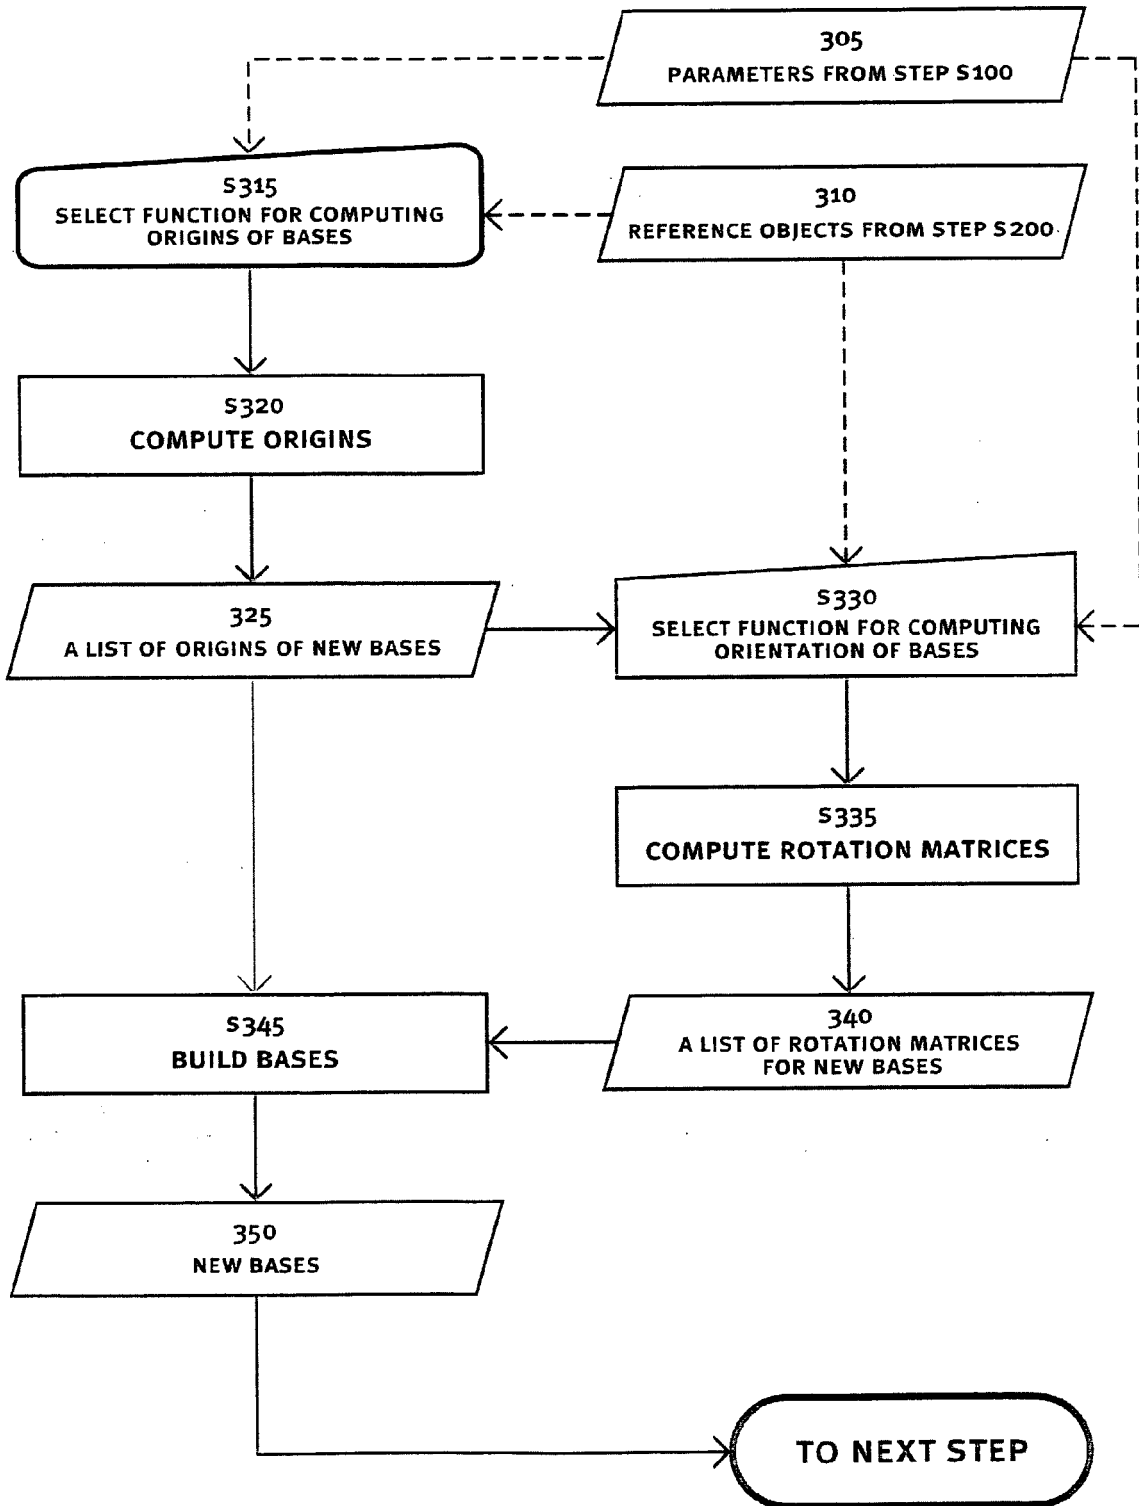 305
PARAMETERS FROM STEP S100
S315
SELECT FUNCTION FOR COMPUTING
ORIGINS OF BASES
310
REFERENCE OBJECTS FROM STEP S200
S320
COMPUTE ORIGINS
325
A LIST OF ORIGINS OF NEW BASES
S330
SELECT FUNCTION FOR COMPUTING
ORIENTATION OF BASES
S335
COMPUTE ROTATION MATRICES
S345
BUILD BASES
340
A LIST OF ROTATION MATRICES
FOR NEW BASES
350
NEW BASES
TO NEXT STEP